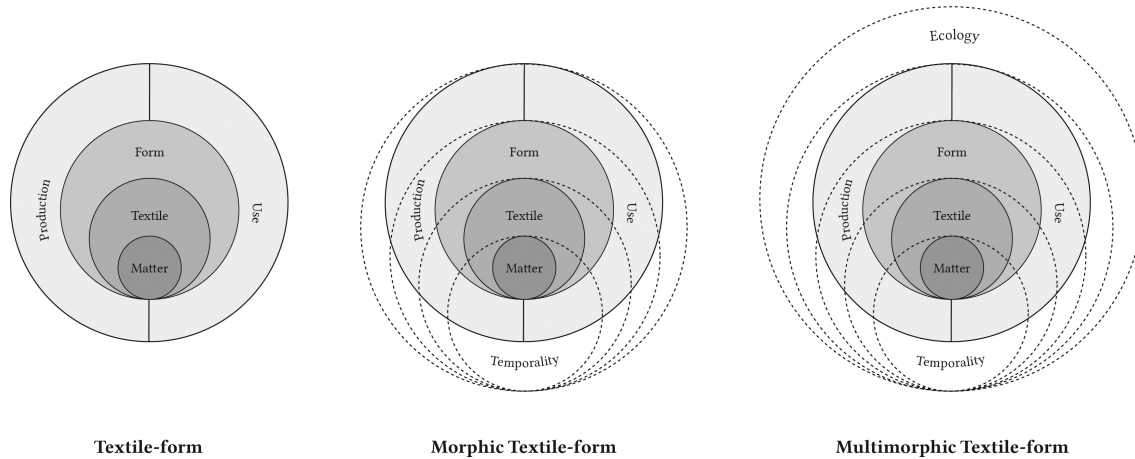 Form
Production
Textile
Use
Matter
Textile-form
Form
Production
Textile
Use
Matter
Temporality
Morphic Textile-form
Ecology
Form
Production
Textile
Use
Matter
Temporality
Multimorphic Textile-form